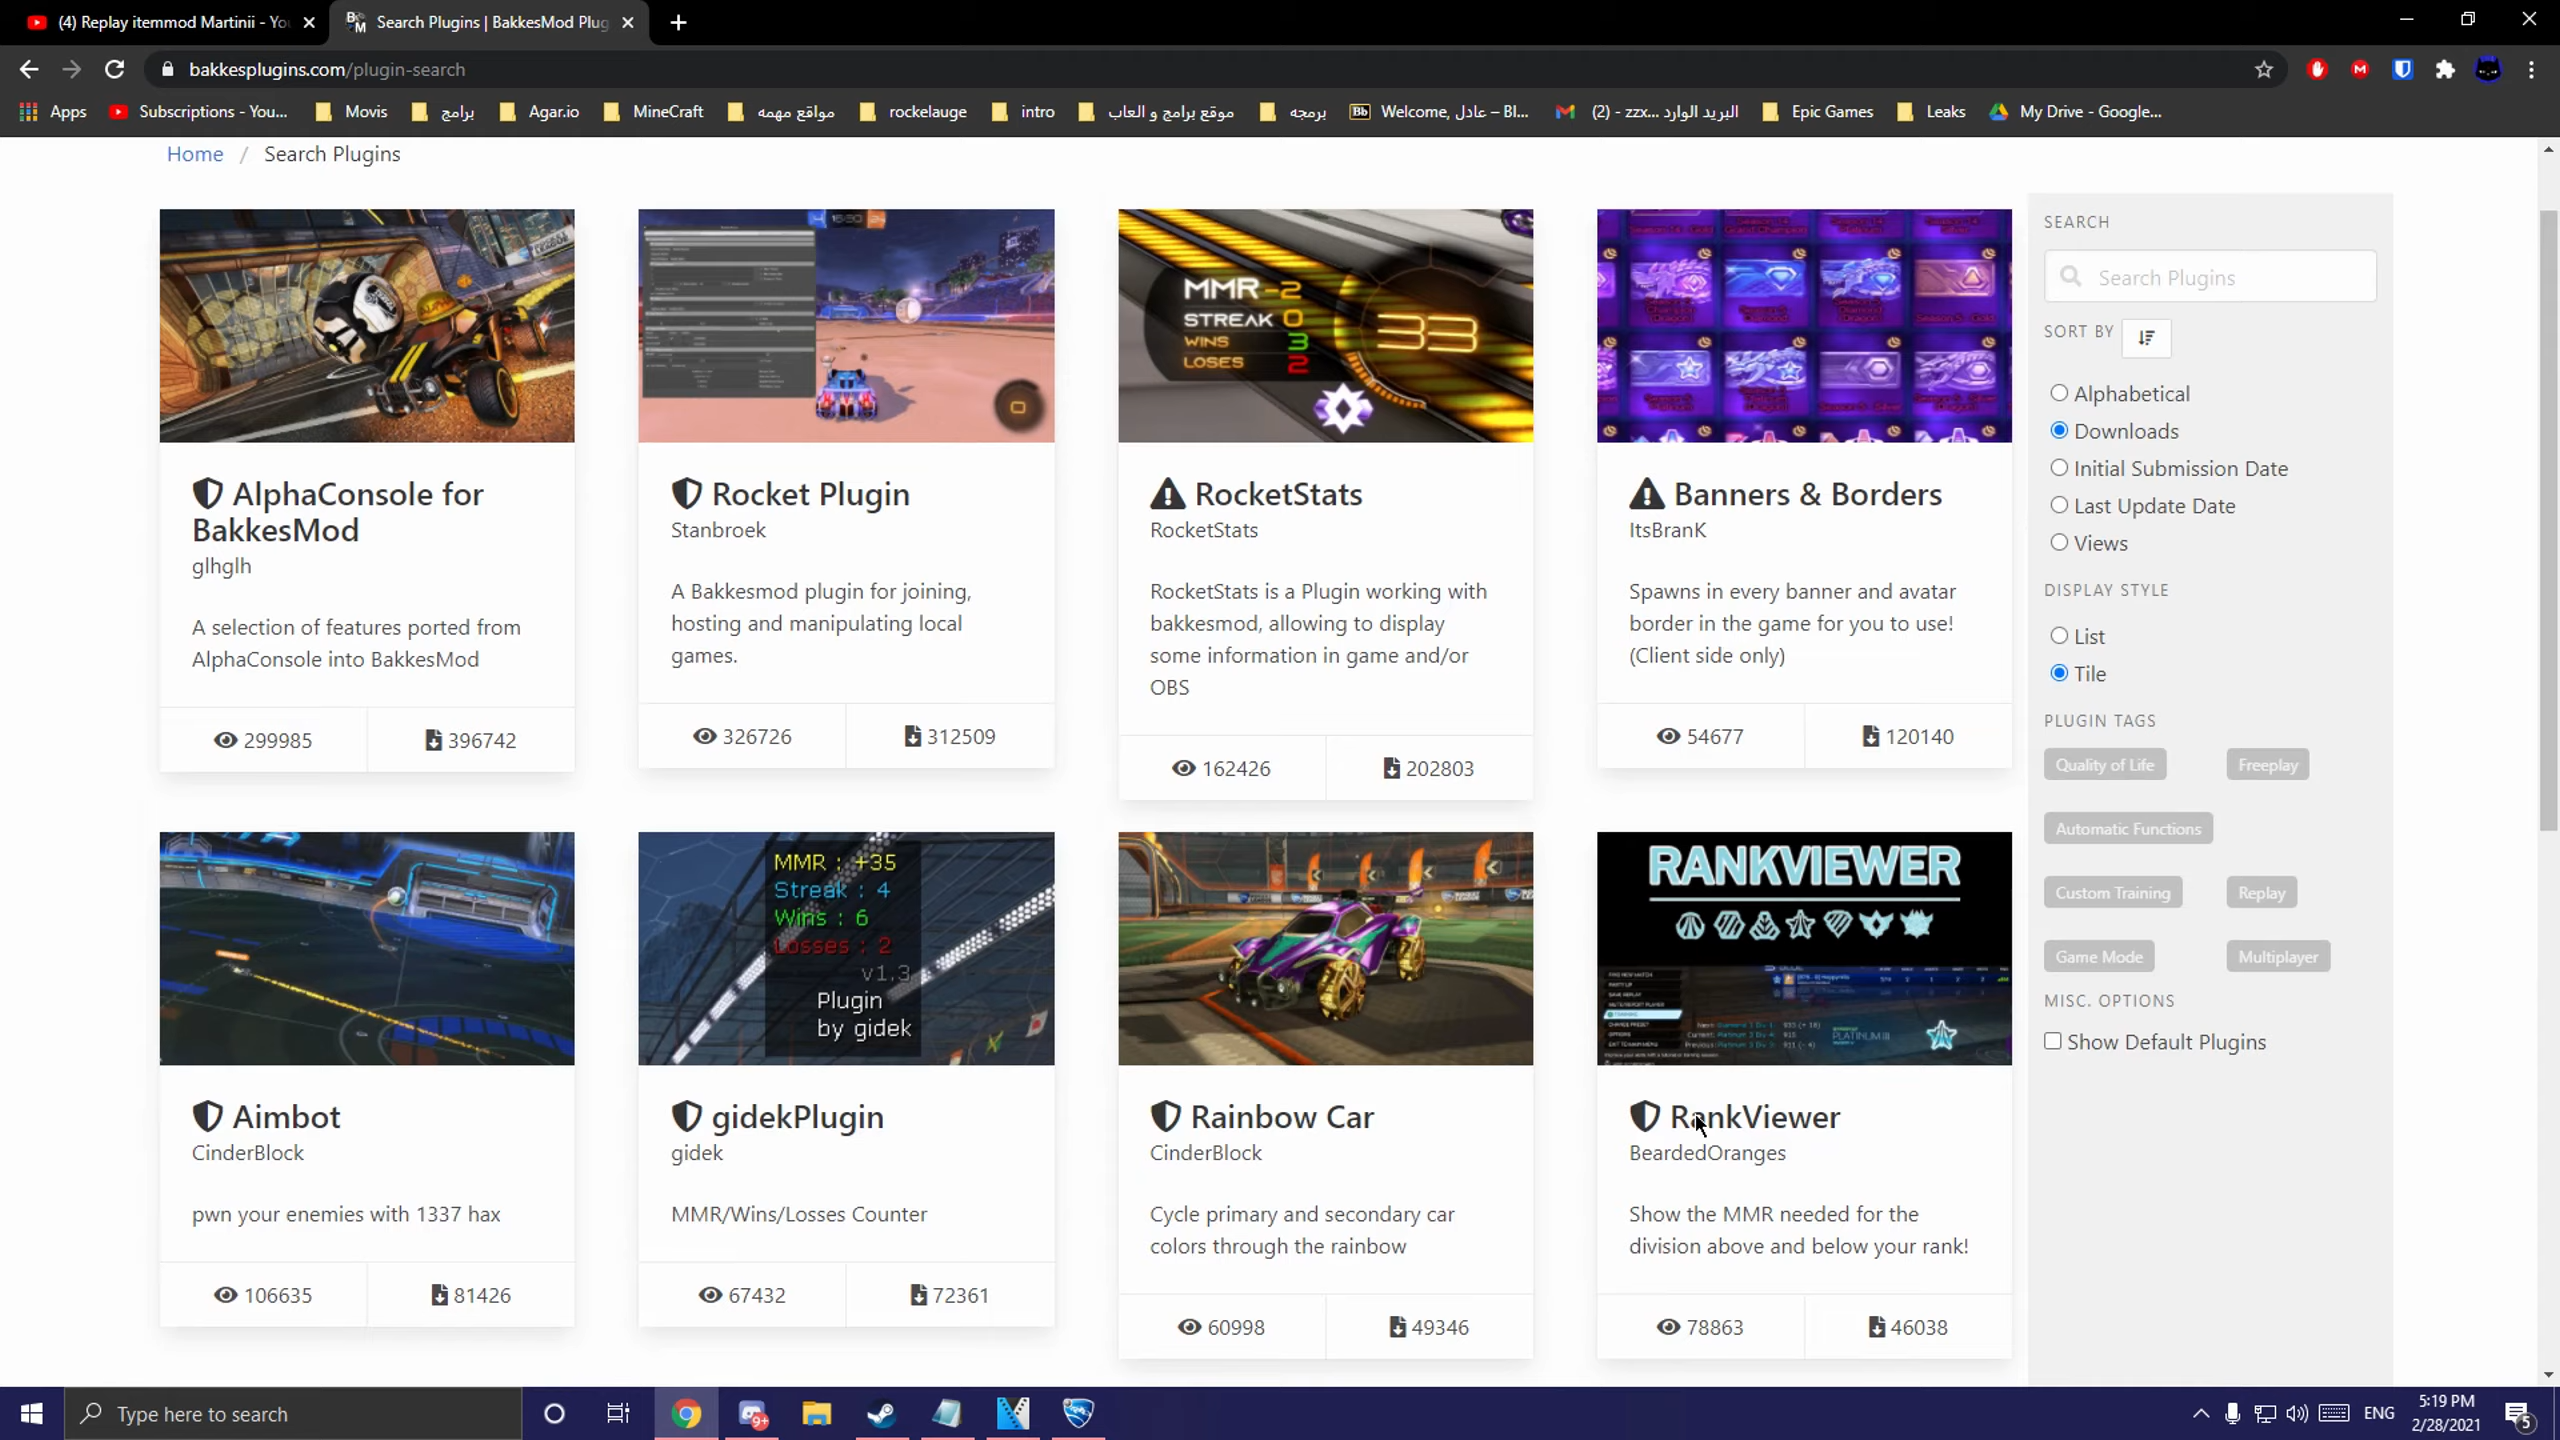 (4) Replay itemmod Martinii - You
Search Plugins | BakkesMod Plug
bakkesplugins.com/plugin-search
Apps
Subscriptions - You...
Movis
برامج
Agar.io
MineCraft
مواقع مهمه
rockelauge
intro
موقع برامج و العاب
برمجه
Welcome, عادل – Bl...
البريد الوارد (2) - zzx...
Epic Games
Leaks
My Drive - Google...
Home / Search Plugins
MMR -2
STREAK 0
WINS 3
LOSES 2
33
AlphaConsole for
BakkesMod
glhglh
A selection of features ported from
AlphaConsole into BakkesMod
299985
396742
Rocket Plugin
Stanbroek
A Bakkesmod plugin for joining,
hosting and manipulating local
games.
326726
312509
RocketStats
RocketStats
RocketStats is a Plugin working with
bakkesmod, allowing to display
some information in game and/or
OBS
162426
202803
Banners & Borders
ItsBranK
Spawns in every banner and avatar
border in the game for you to use!
(Client side only)
54677
120140
Aimbot
CinderBlock
pwn your enemies with 1337 hax
106635
81426
MMR : +35
Streak : 4
Wins : 6
Losses : 2
v1.3
Plugin
by gidek
gidekPlugin
gidek
MMR/Wins/Losses Counter
67432
72361
Rainbow Car
CinderBlock
Cycle primary and secondary car
colors through the rainbow
60998
49346
RANKVIEWER
RankViewer
BeardedOranges
Show the MMR needed for the
division above and below your rank!
78863
46038
SEARCH
Search Plugins
SORT BY
Alphabetical
Downloads
Initial Submission Date
Last Update Date
Views
DISPLAY STYLE
List
Tile
PLUGIN TAGS
Quality of Life
Freeplay
Automatic Functions
Custom Training
Replay
Game Mode
Multiplayer
MISC. OPTIONS
Show Default Plugins
Type here to search
9+
ENG
5:19 PM
2/28/2021
5